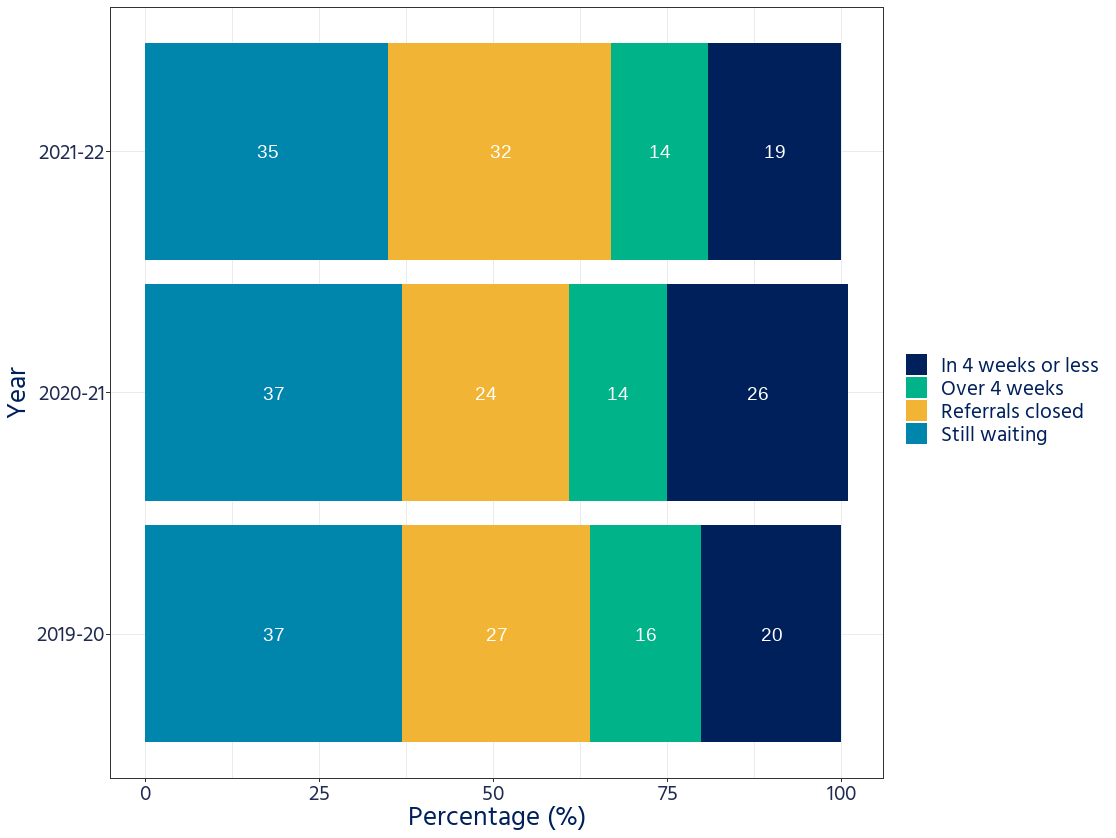 2021-22
35 32 14 19
2020-21
37 24 14 26
2019-20
37 27 16 20
0 25 50 75 100
Percentage (%)
Year
In 4 weeks or less
Over 4 weeks
Referrals closed
Still waiting